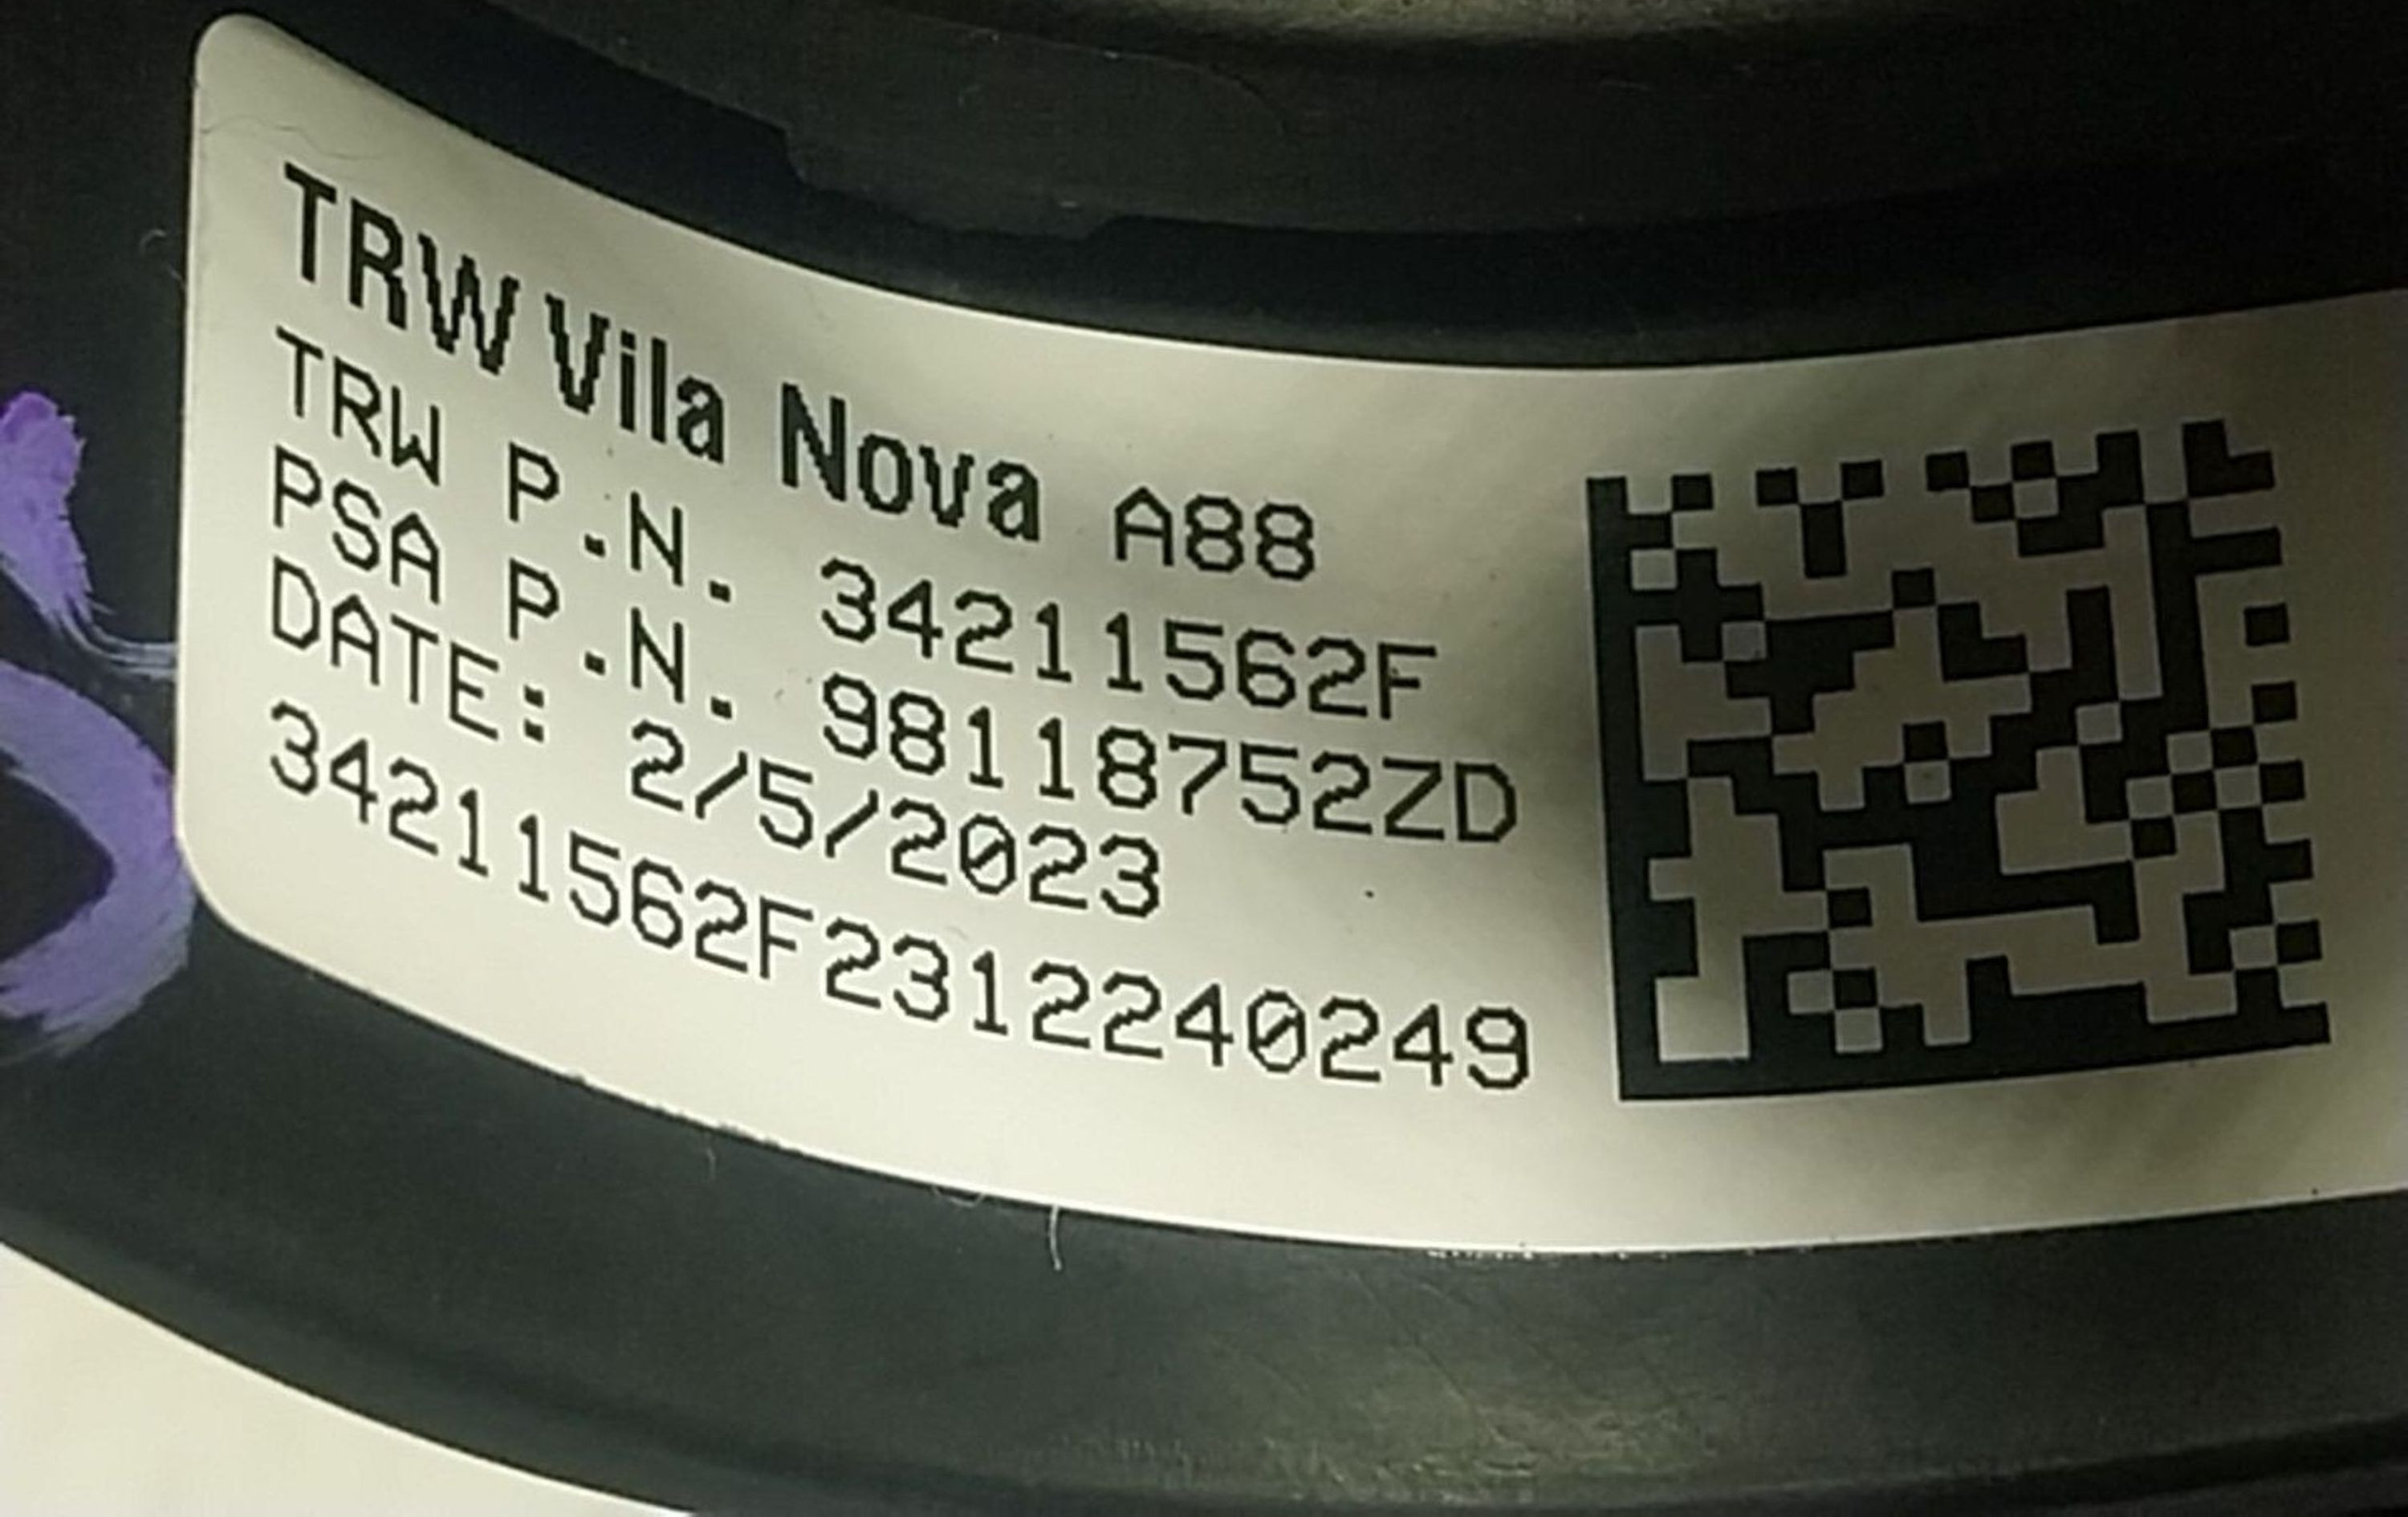 TRW Vila Nova A88
TRW P.N. 34211562F
PSA P.N. 98118752ZD
DATE: 2/5/2023
34211562F2312240249